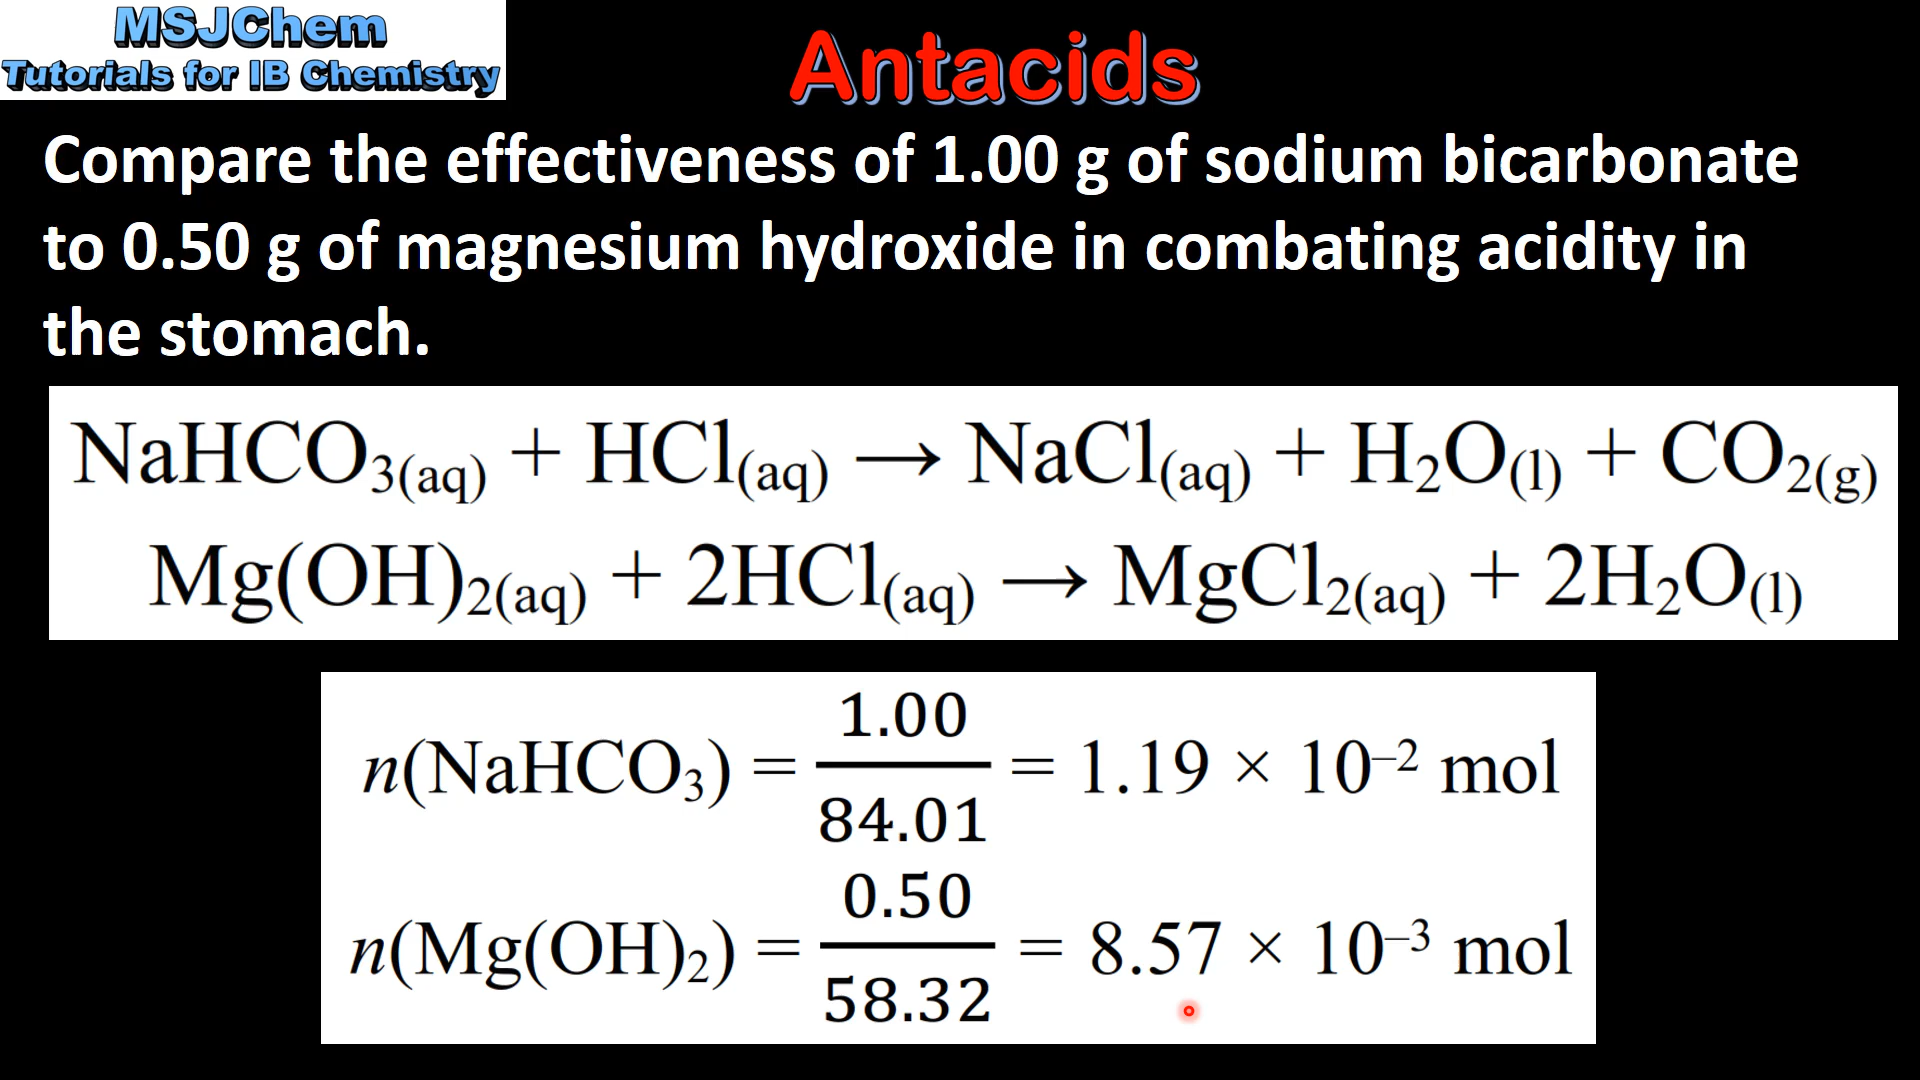 MSJChem
Tutorials for IB Chemistry
Antacids
Compare the effectiveness of 1.00 g of sodium bicarbonate
to 0.50 g of magnesium hydroxide in combating acidity in
the stomach.
NaHCO₃(aq) + HCl(aq) → NaCl(aq) + H₂O(l) + CO₂(g)
Mg(OH)₂(aq) + 2HCl(aq) → MgCl₂(aq) + 2H₂O(l)
n(NaHCO₃) = 1.00/84.01 = 1.19 × 10⁻² mol
n(Mg(OH)₂) = 0.50/58.32 = 8.57 × 10⁻³ mol